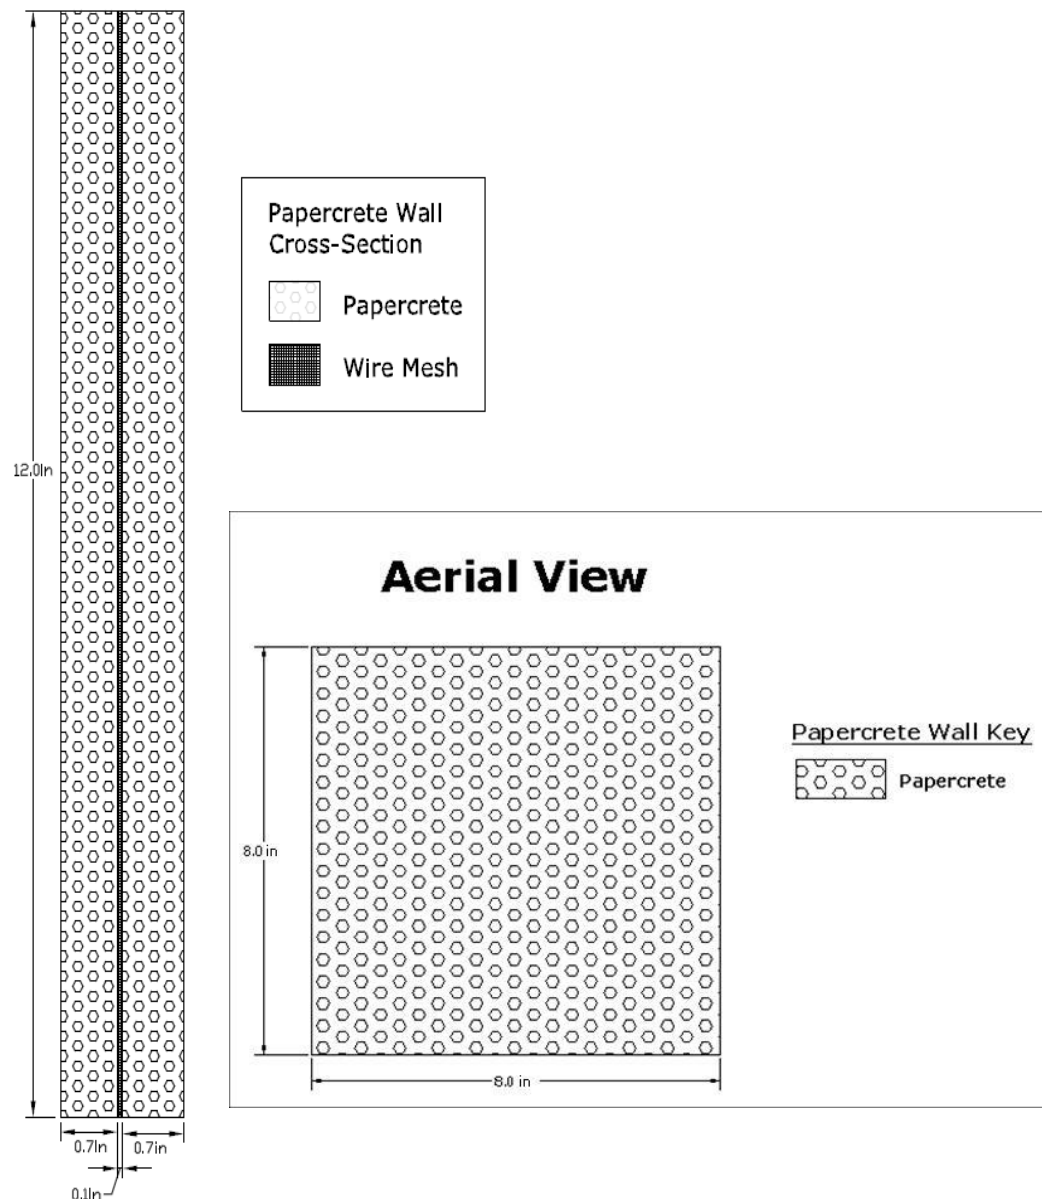 Papercrete Wall
Cross-Section
Papercrete
Wire Mesh
12.0in
Aerial View
Papercrete Wall Key
Papercrete
8.0 in
8.0 in
0.7in 0.7in
0.1in